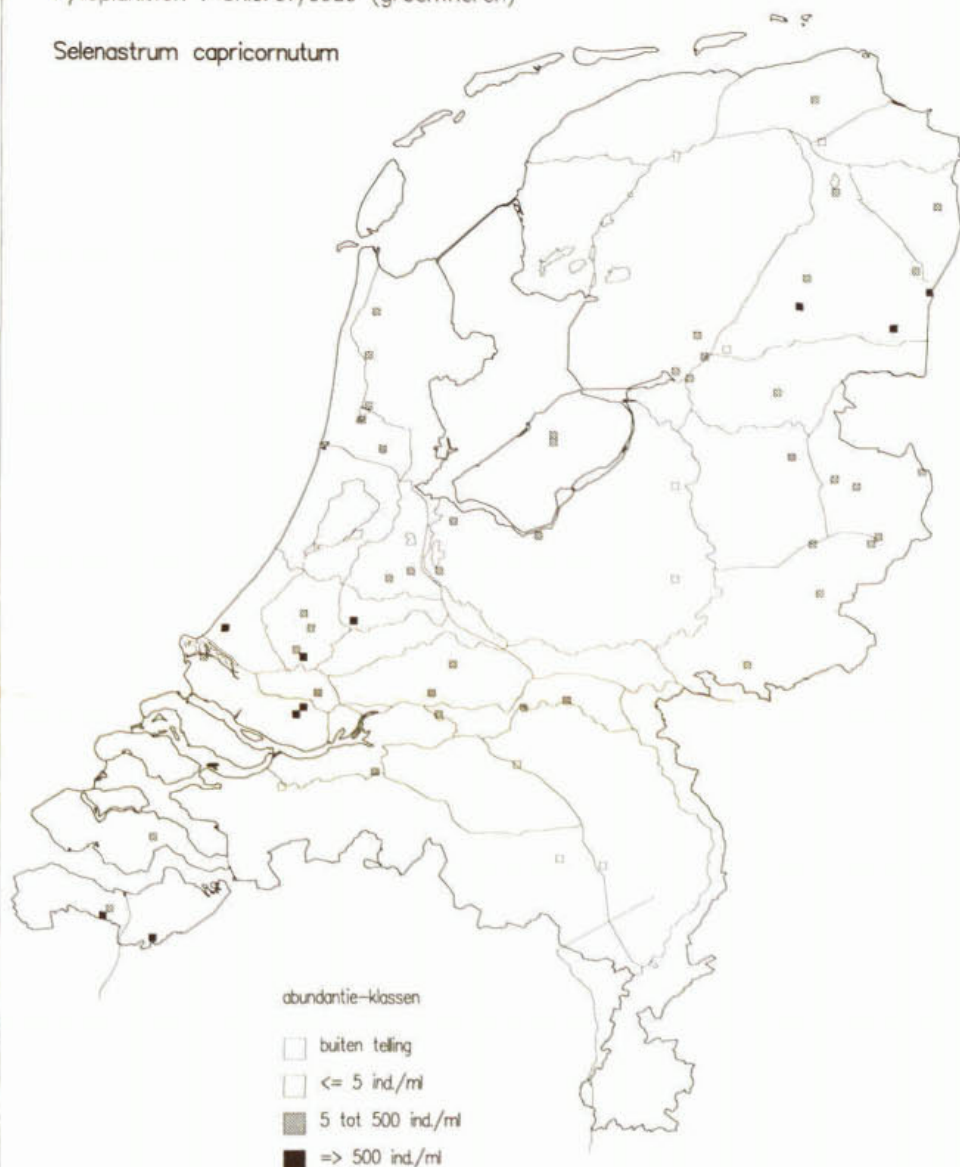 Selenastrum capricornutum
abundantie-klassen
buiten telling
<= 5 ind./ml
5 tot 500 ind./ml
=> 500 ind./ml